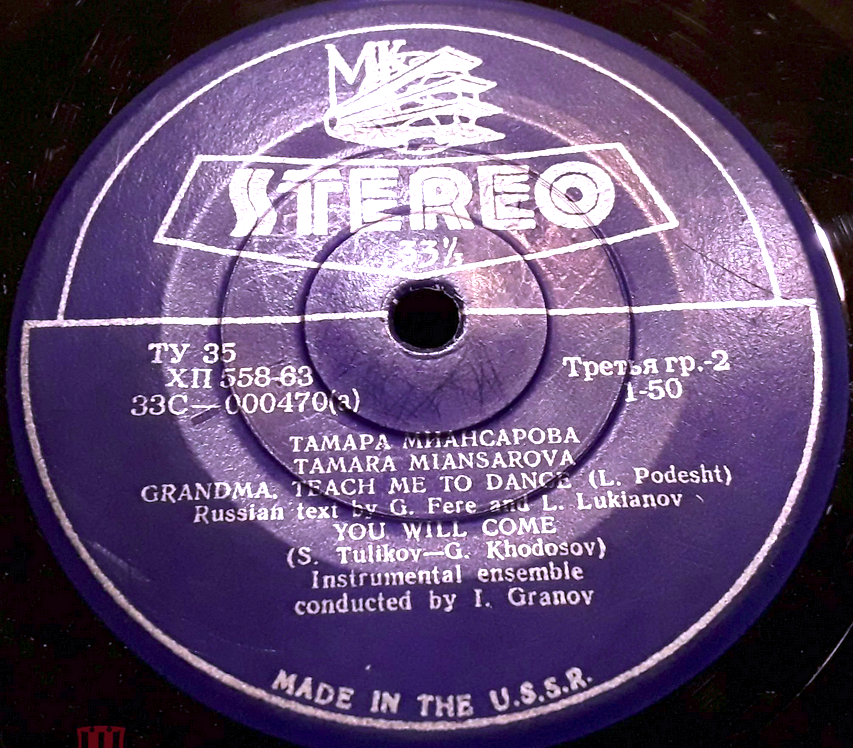 МК
STEREO
33⅓
ТУ 35
ХП 558-63
33С—000470(а)
Третья гр.-2
1-50
ТАМАРА МИАНСАРОВА
TAMARA MIANSAROVA
GRANDMA, TEACH ME TO DANCE (L. Podesht)
Russian text by G. Fere and L. Lukianov
YOU WILL COME
(S. Tulikov—G. Khodosov)
Instrumental ensemble
conducted by I. Granov
MADE IN THE U.S.S.R.